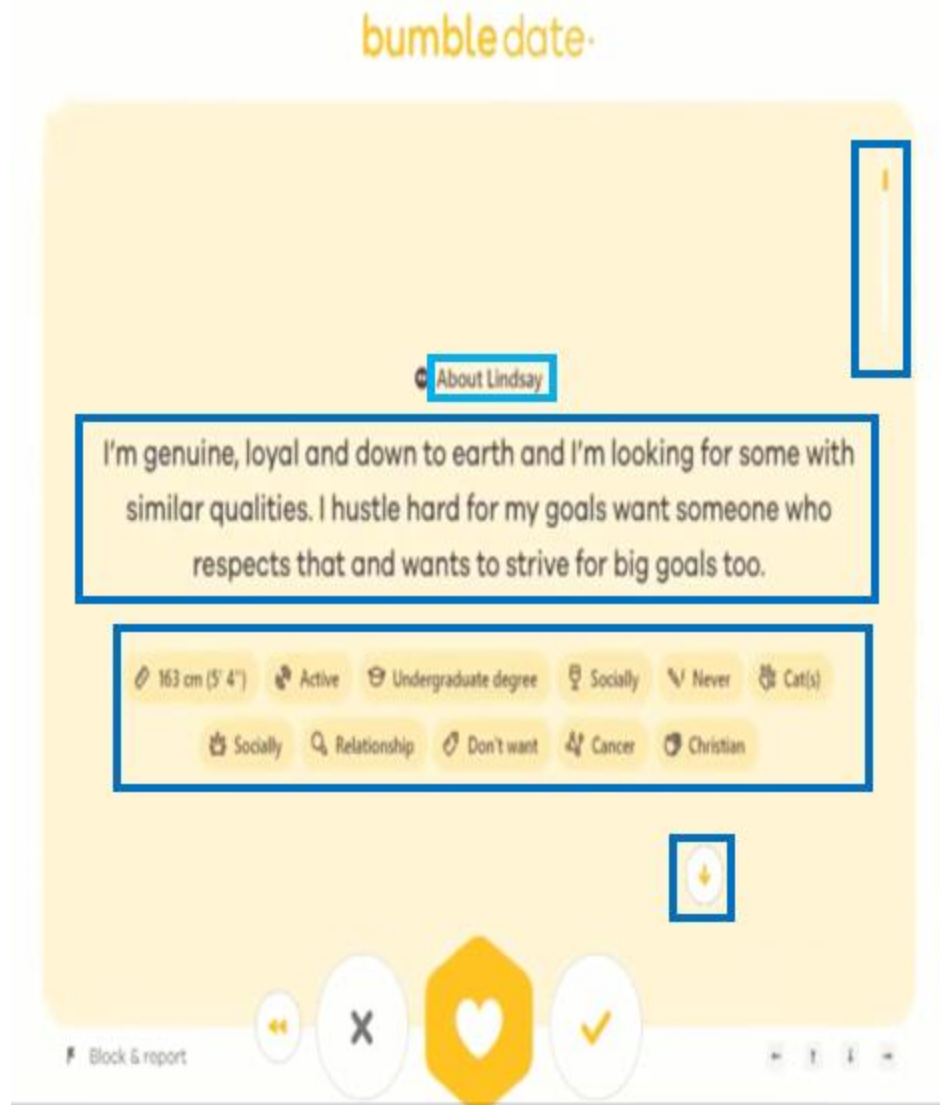 bumble date
About Lindsay
I'm genuine, loyal and down to earth and I'm looking for some with
similar qualities. I hustle hard for my goals want someone who
respects that and wants to strive for big goals too.
163 cm (5' 4") Active Undergraduate degree Socially Never Cat(s)
Socially Relationship Don't want Cancer Christian
Block & report